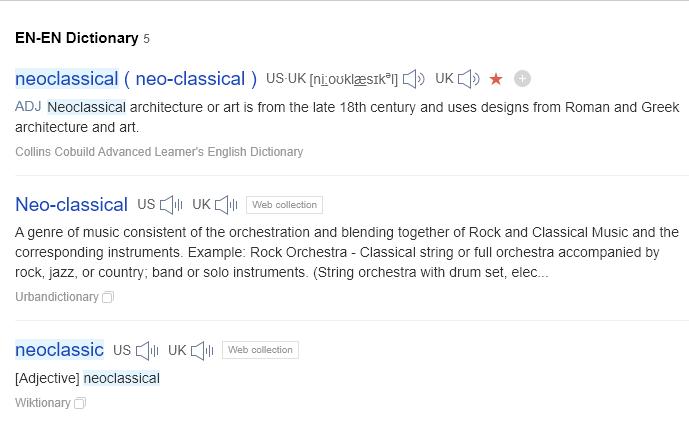 EN-EN Dictionary 5
neoclassical ( neo-classical ) US·UK [ni:oʊklæsɪkᵊl] UK
ADJ Neoclassical architecture or art is from the late 18th century and uses designs from Roman and Greek
architecture and art.
Collins Cobuild Advanced Learner's English Dictionary
Neo-classical US UK Web collection
A genre of music consistent of the orchestration and blending together of Rock and Classical Music and the
corresponding instruments. Example: Rock Orchestra - Classical string or full orchestra accompanied by
rock, jazz, or country; band or solo instruments. (String orchestra with drum set, elec...
Urbandictionary
neoclassic US UK Web collection
[Adjective] neoclassical
Wiktionary